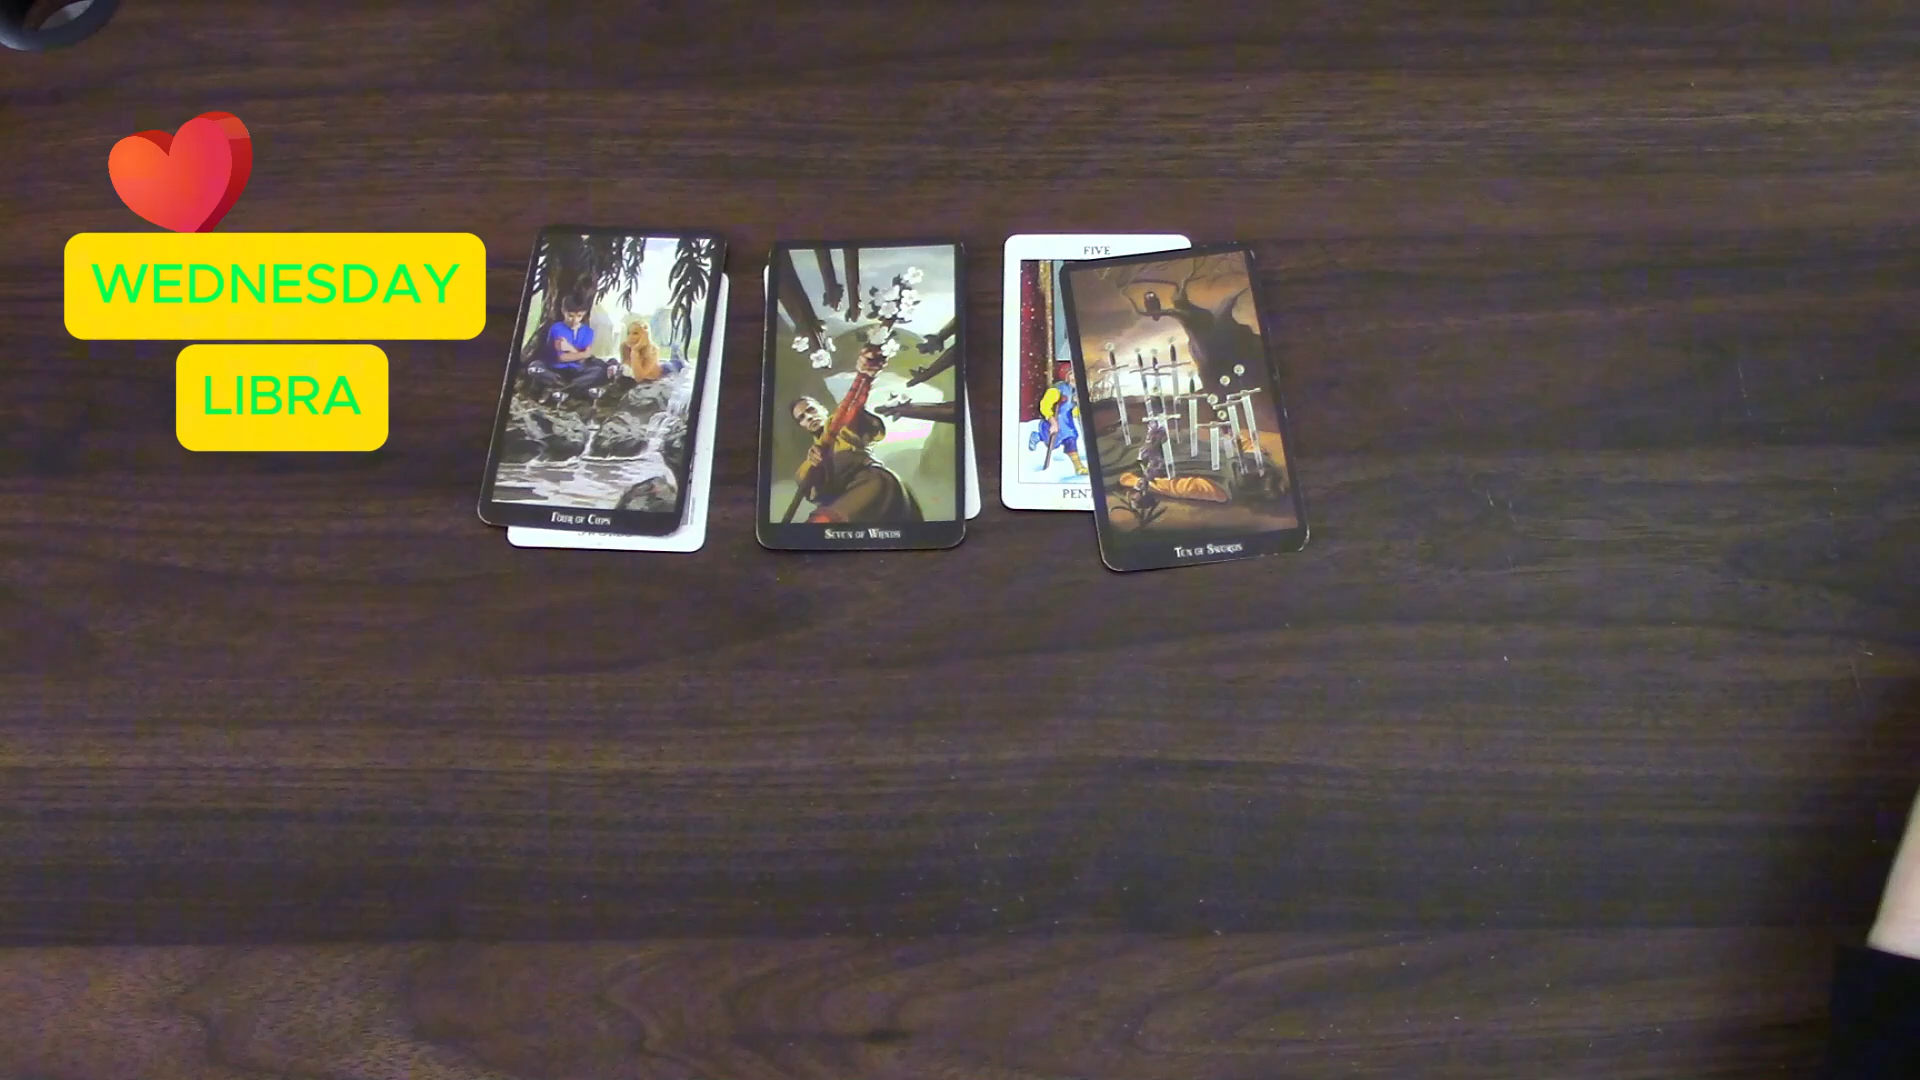 WEDNESDAY
LIBRA
FIVE
PENT
FOUR OF CUPS
SEVEN OF WANDS
TEN OF SWORDS